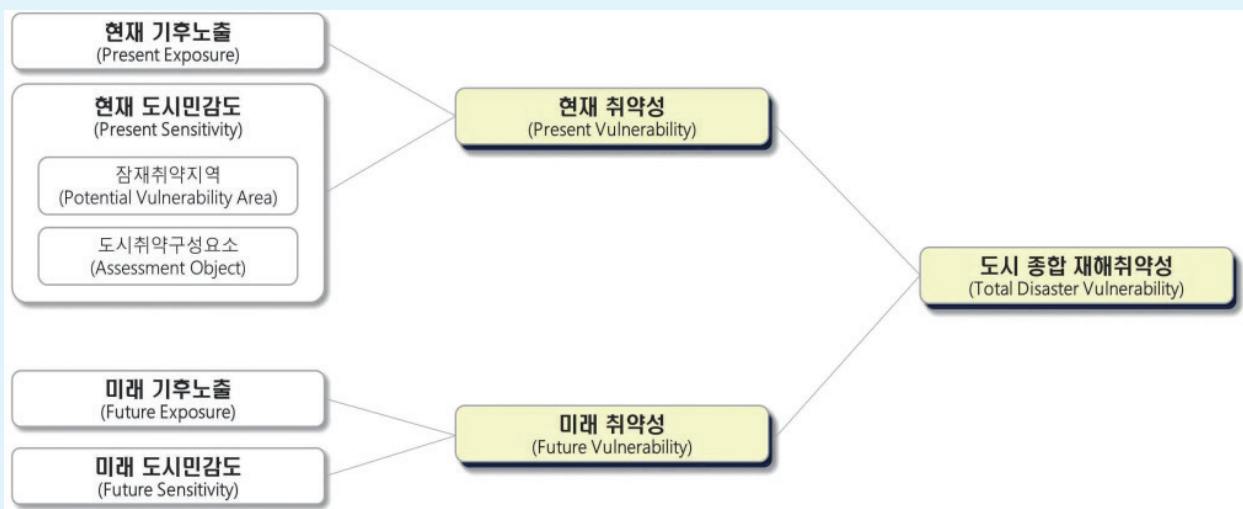 현재 기후노출
(Present Exposure)
현재 도시민감도
(Present Sensitivity)
잠재취약지역
(Potential Vulnerability Area)
도시취약구성요소
(Assessment Object)
현재 취약성
(Present Vulnerability)
도시 종합 재해취약성
(Total Disaster Vulnerability)
미래 기후노출
(Future Exposure)
미래 도시민감도
(Future Sensitivity)
미래 취약성
(Future Vulnerability)